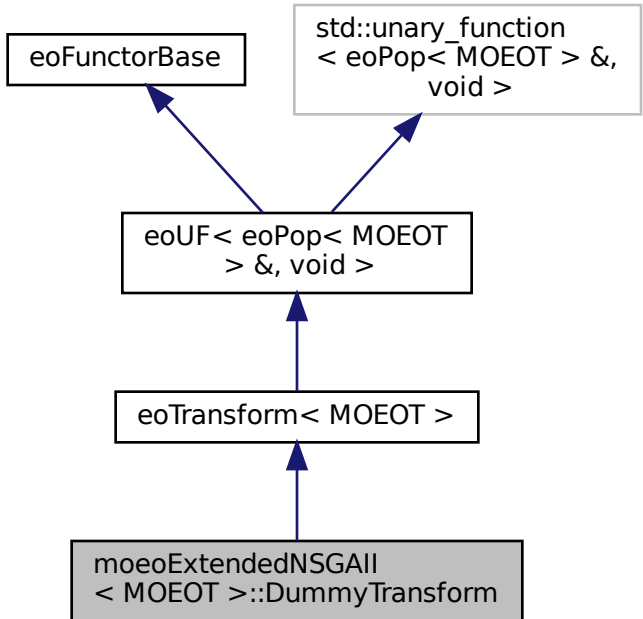 eoFunctorBase
std::unary_function
< eoPop< MOEOT > &,
void >
eoUF< eoPop< MOEOT
> &, void >
eoTransform< MOEOT >
moeoExtendedNSGAII
< MOEOT >::DummyTransform